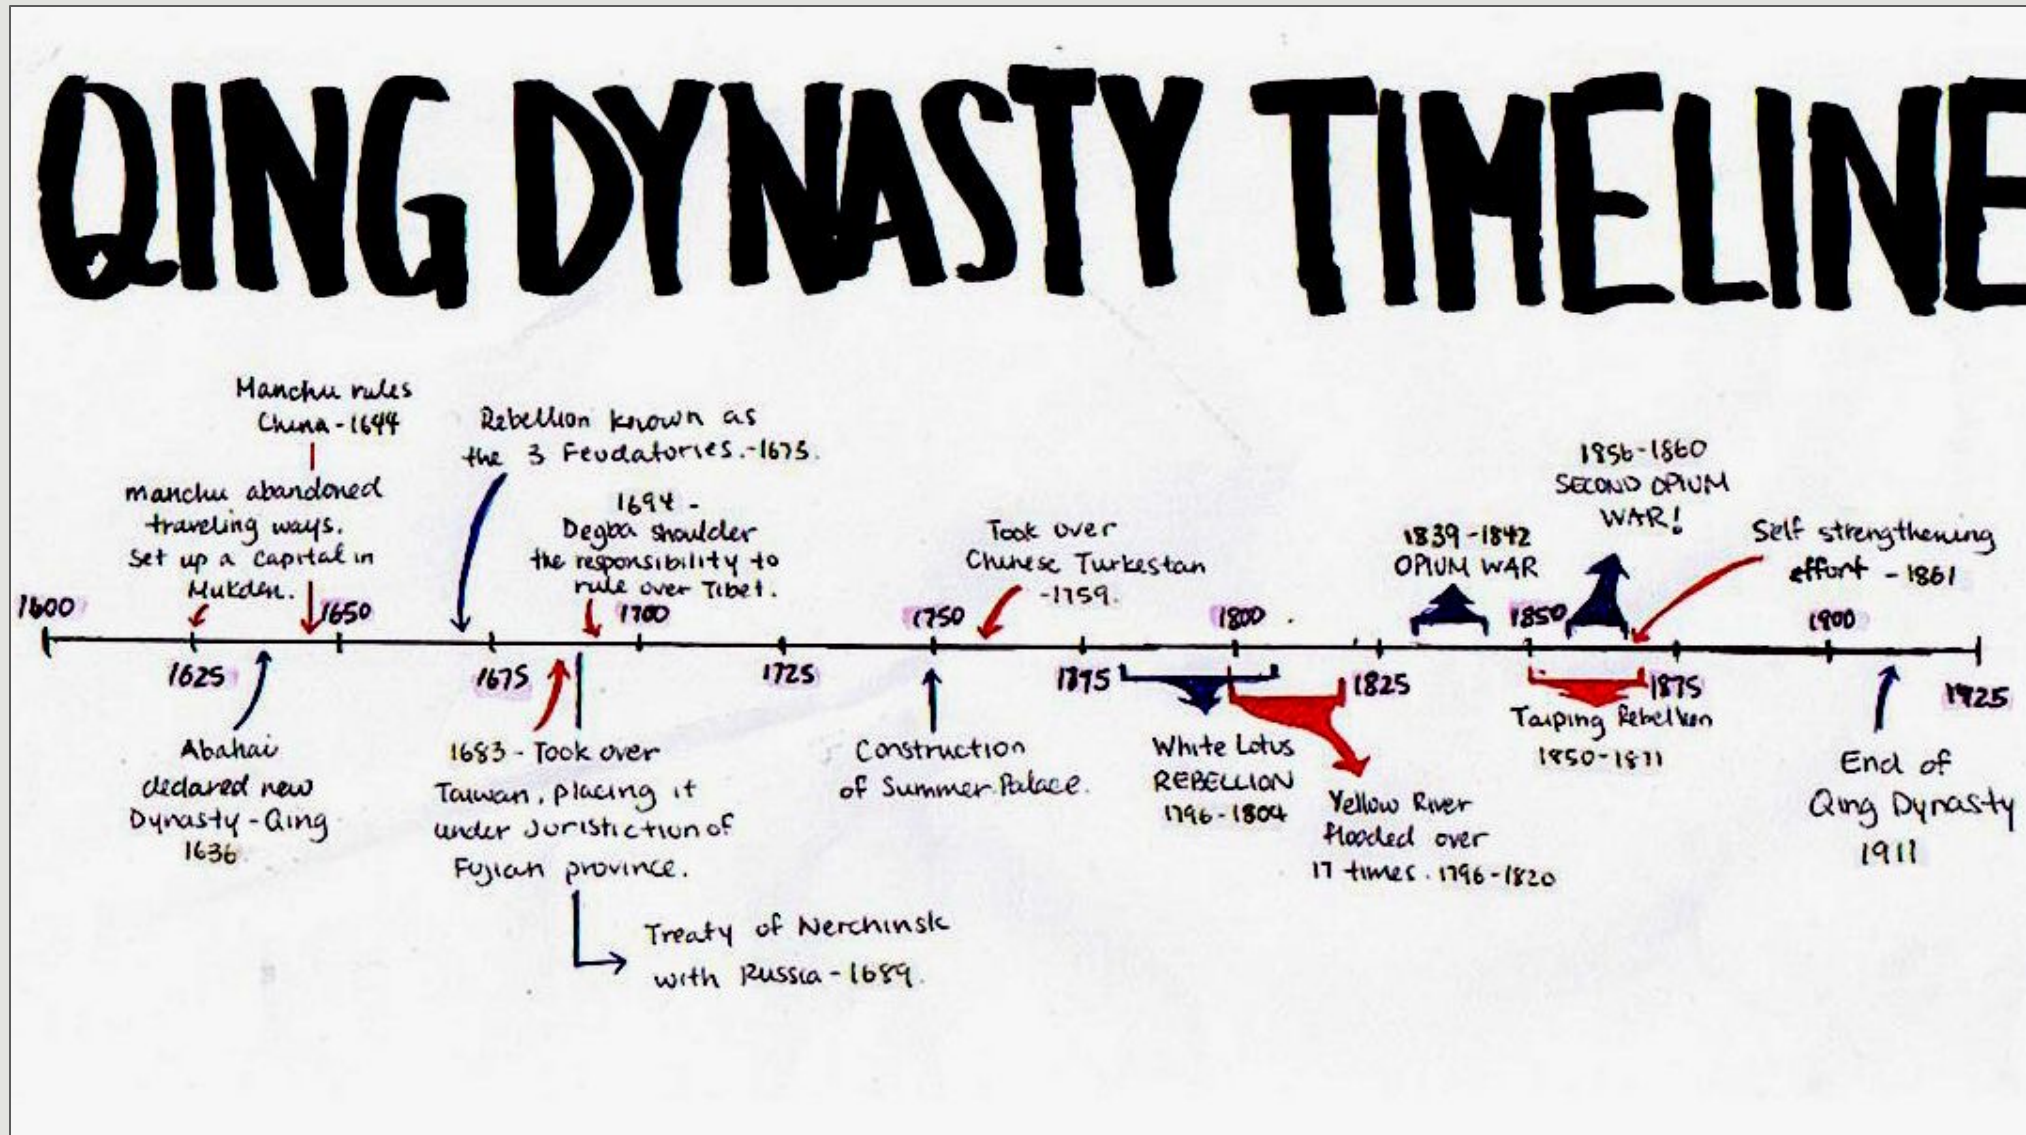 QING DYNASTY TIMELINE
Manchu rules
China - 1644
Manchu abandoned
traveling ways.
Set up a capital in
Mukden.
Rebellion known as
the 3 Feudatories. - 1673.
1694 -
Degba shoulder
the responsibility to
rule over Tibet.
Took over
Chinese Turkestan
- 1759.
1839 - 1842
OPIUM WAR
1856 - 1860
SECOND OPIUM
WAR!
Self strengthening
effort - 1861
1600
1650
1700
1750
1800
1850
1900
1625
1675
1725
1825
1875
1925
Abahai
declared new
Dynasty - Qing
1636
1683 - Took over
Taiwan, placing it
under Juristiction of
Fujian province.
Treaty of Nerchinsk
with Russia - 1689.
Construction
of Summer Palace.
White Lotus
REBELLION
1796 - 1804
Yellow River
flooded over
17 times. 1796 - 1820
Taiping Rebellion
1850 - 1871
End of
Qing Dynasty
1911